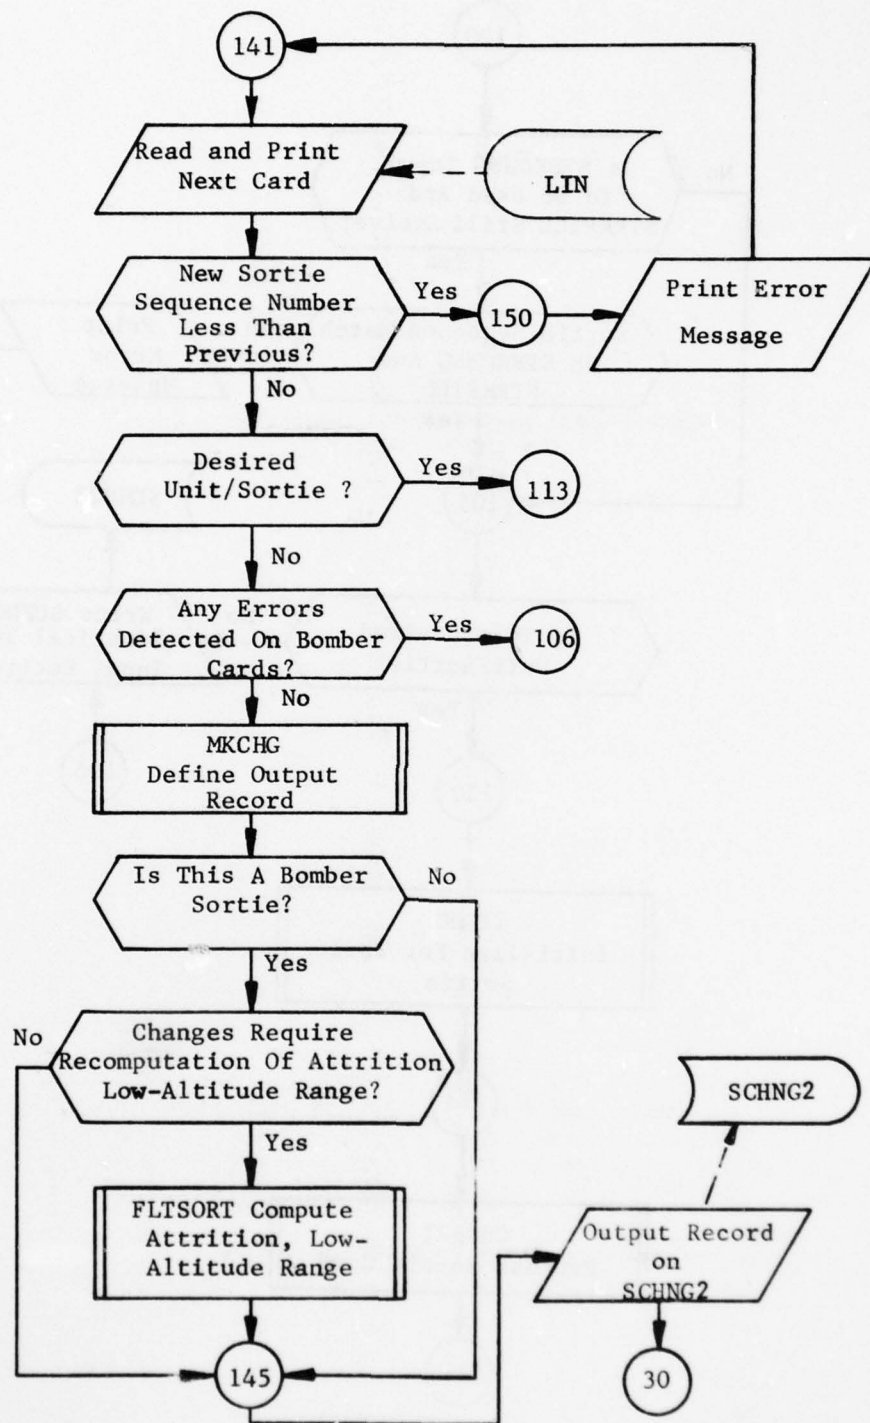 141
Read and Print
Next Card
LIN
New Sortie
Sequence Number
Less Than
Previous?
Yes
150
Print Error
Message
No
Desired
Unit/Sortie ?
Yes
113
No
Any Errors
Detected On Bomber
Cards?
Yes
106
No
MKCHG
Define Output
Record
Is This A Bomber
Sortie?
No
Yes
No
Changes Require
Recomputation Of Attrition
Low-Altitude Range?
SCHNG2
Yes
FLTSORT Compute
Attrition, Low-
Altitude Range
Output Record
on
SCHNG2
145
30